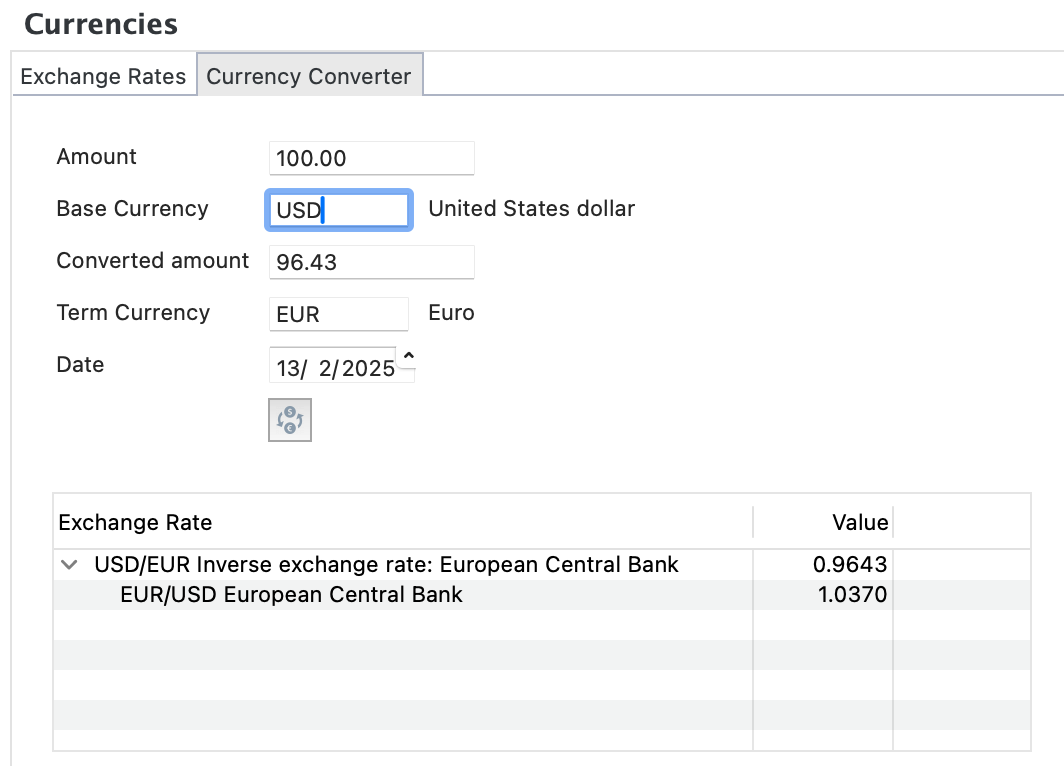 Currencies
Exchange Rates Currency Converter
Amount 100.00
Base Currency USD United States dollar
Converted amount 96.43
Term Currency EUR Euro
Date 13/ 2/2025
$
€
Exchange Rate Value
USD/EUR Inverse exchange rate: European Central Bank 0.9643
EUR/USD European Central Bank 1.0370